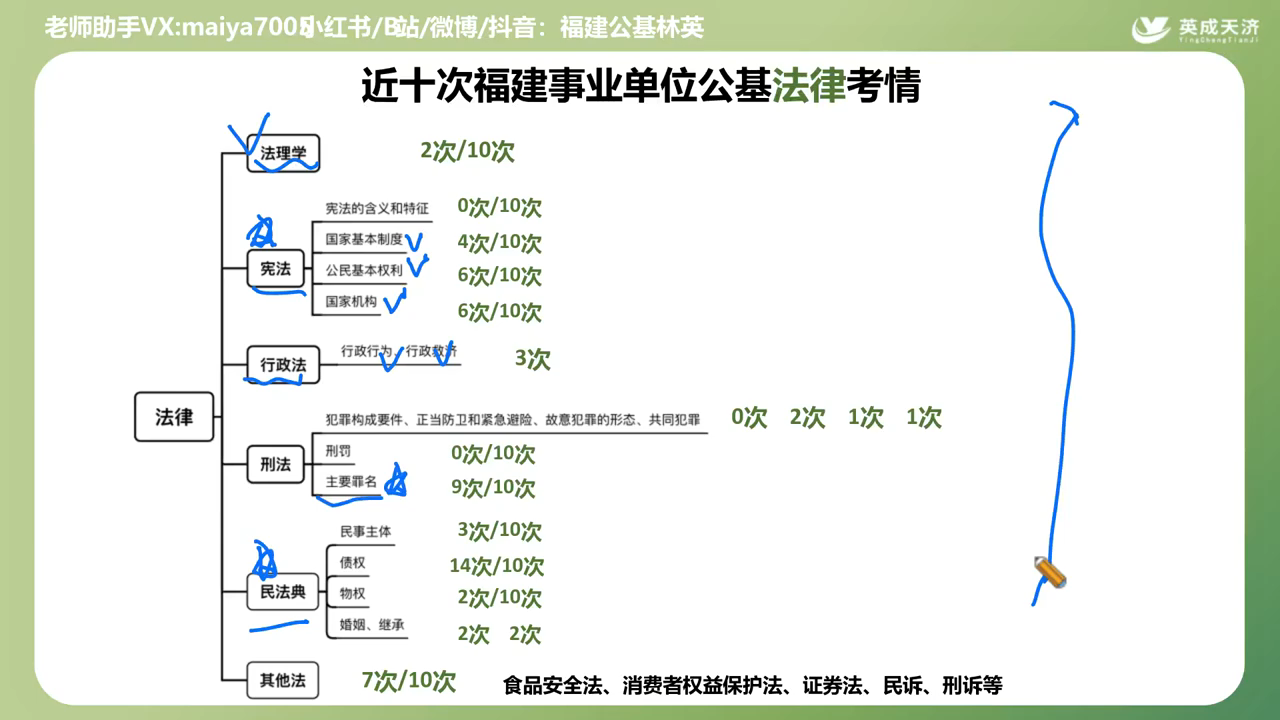 老师助手VX:maiya7005小红书/B站/微博/抖音：福建公基林英
英成天济
YingChengTianJi
近十次福建事业单位公基法律考情
法理学 2次/10次
宪法的含义和特征 0次/10次
国家基本制度 4次/10次
宪法
公民基本权利 6次/10次
国家机构 6次/10次
行政法 行政行为、行政救济 3次
法律
犯罪构成要件、正当防卫和紧急避险、故意犯罪的形态、共同犯罪 0次 2次 1次 1次
刑法 刑罚 0次/10次
主要罪名 9次/10次
民事主体 3次/10次
债权 14次/10次
民法典
物权 2次/10次
婚姻、继承 2次 2次
其他法 7次/10次 食品安全法、消费者权益保护法、证券法、民诉、刑诉等